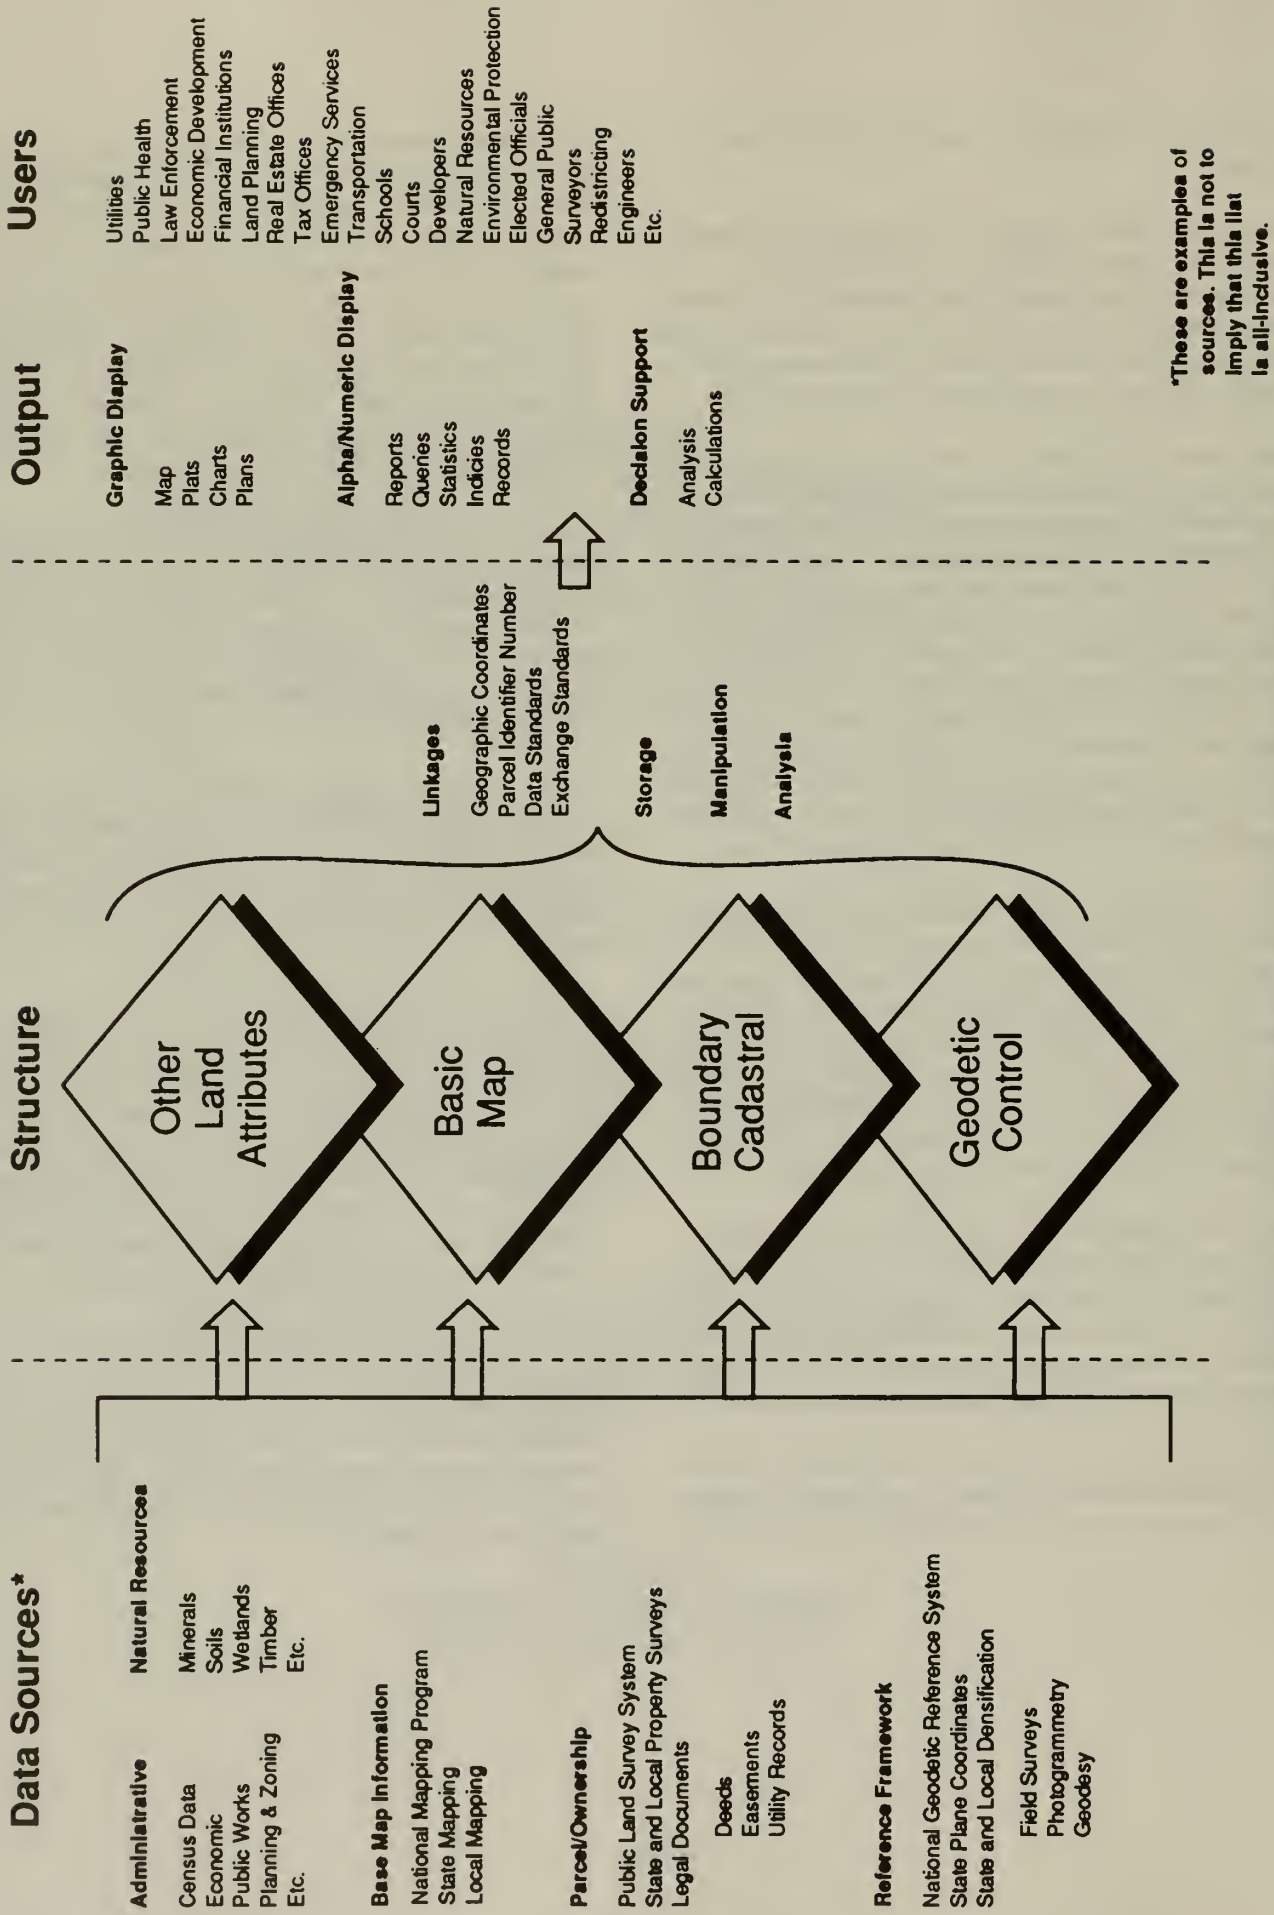 Data Sources*
Administrative
Census Data
Economic
Public Works
Planning & Zoning
Etc.
Natural Resources
Minerals
Soils
Wetlands
Timber
Etc.
Base Map Information
National Mapping Program
State Mapping
Local Mapping
Parcel/Ownership
Public Land Survey System
State and Local Property Surveys
Legal Documents
Deeds
Easements
Utility Records
Reference Framework
National Geodetic Reference System
State Plane Coordinates
State and Local Densification
Field Surveys
Photogrammetry
Geodesy
Structure
Other
Land
Attributes
Basic
Map
Boundary
Cadastral
Geodetic
Control
Linkages
Geographic Coordinates
Parcel Identifier Number
Data Standards
Exchange Standards
Storage
Manipulation
Analysis
Output
Graphic Display
Map
Plats
Charts
Plans
Alpha/Numeric Display
Reports
Queries
Statistics
Indicies
Records
Decision Support
Analysis
Calculations
Users
Utilities
Public Health
Law Enforcement
Economic Development
Financial Institutions
Land Planning
Real Estate Offices
Tax Offices
Emergency Services
Transportation
Schools
Courts
Developers
Natural Resources
Environmental Protection
Elected Officials
General Public
Surveyors
Redistricting
Engineers
Etc.
*These are examples of
sources. This is not to
imply that this list
is all-inclusive.